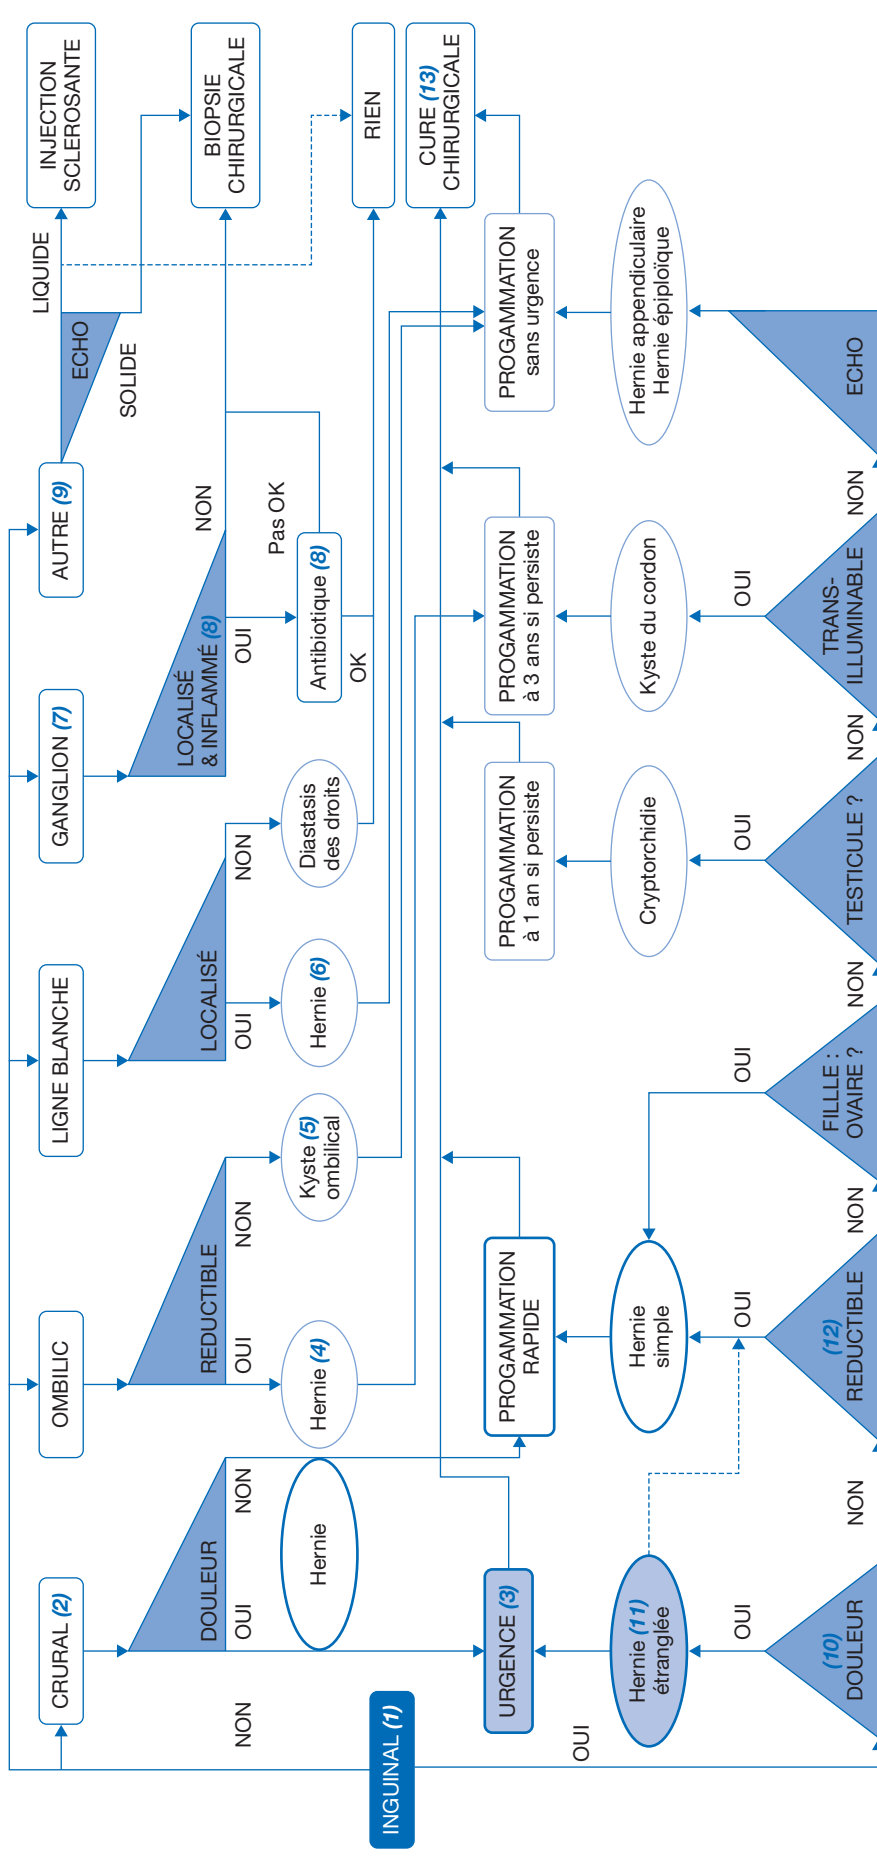 INGUINAL (1)
NON
OUI
CRURAL (2)
DOULEUR
OUI
NON
Hernie
URGENCE (3)
OMBILIC
REDUCTIBLE
OUI
NON
Hernie (4)
Kyste (5)
ombilical
LIGNE BLANCHE
LOCALISÉ
OUI
NON
Hernie (6)
Diastasis
des droits
GANGLION (7)
LOCALISÉ
& INFLAMMÉ (8)
OUI
NON
Antibiotique (8)
Pas OK
OK
AUTRE (9)
ECHO
LIQUIDE
SOLIDE
INJECTION
SCLEROSANTE
BIOPSIE
CHIRURGICALE
RIEN
CURE (13)
CHIRURGICALE
PROGAMMATION
RAPIDE
PROGAMMATION
à 1 an si persiste
PROGAMMATION
à 3 ans si persiste
PROGAMMATION
sans urgence
Hernie (11)
étranglée
Hernie
simple
Cryptorchidie
Kyste du cordon
Hernie appendiculaire
Hernie épiploïque
OUI
OUI
OUI
OUI
OUI
(10)
DOULEUR
NON
(12)
REDUCTIBLE
NON
FILLLE :
OVAIRE ?
NON
TESTICULE ?
NON
TRANS-
ILLUMINABLE
NON
ECHO